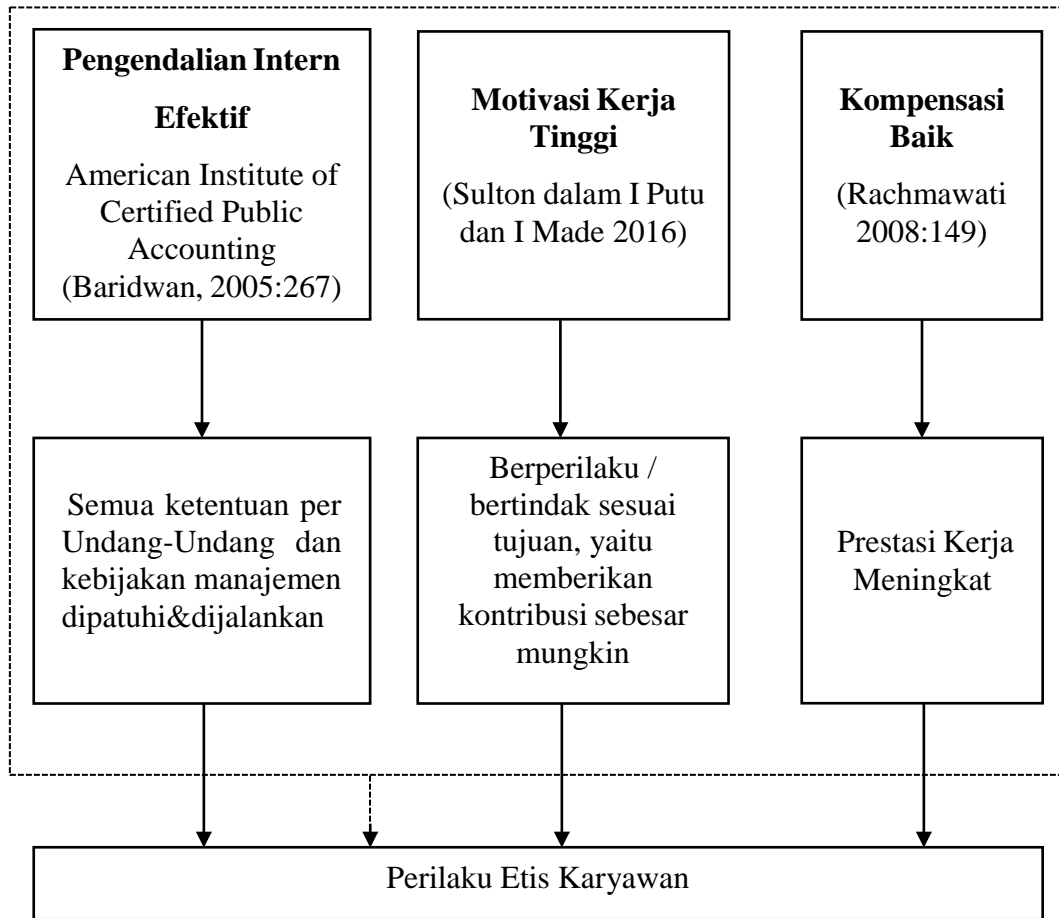 Pengendalian Intern
Efektif
American Institute of
Certified Public
Accounting
(Baridwan, 2005:267)
Motivasi Kerja
Tinggi
(Sulton dalam I Putu
dan I Made 2016)
Kompensasi
Baik
(Rachmawati
2008:149)
Semua ketentuan per
Undang-Undang dan
kebijakan manajemen
dipatuhi&dijalankan
Berperilaku /
bertindak sesuai
tujuan, yaitu
memberikan
kontribusi sebesar
mungkin
Prestasi Kerja
Meningkat
Perilaku Etis Karyawan